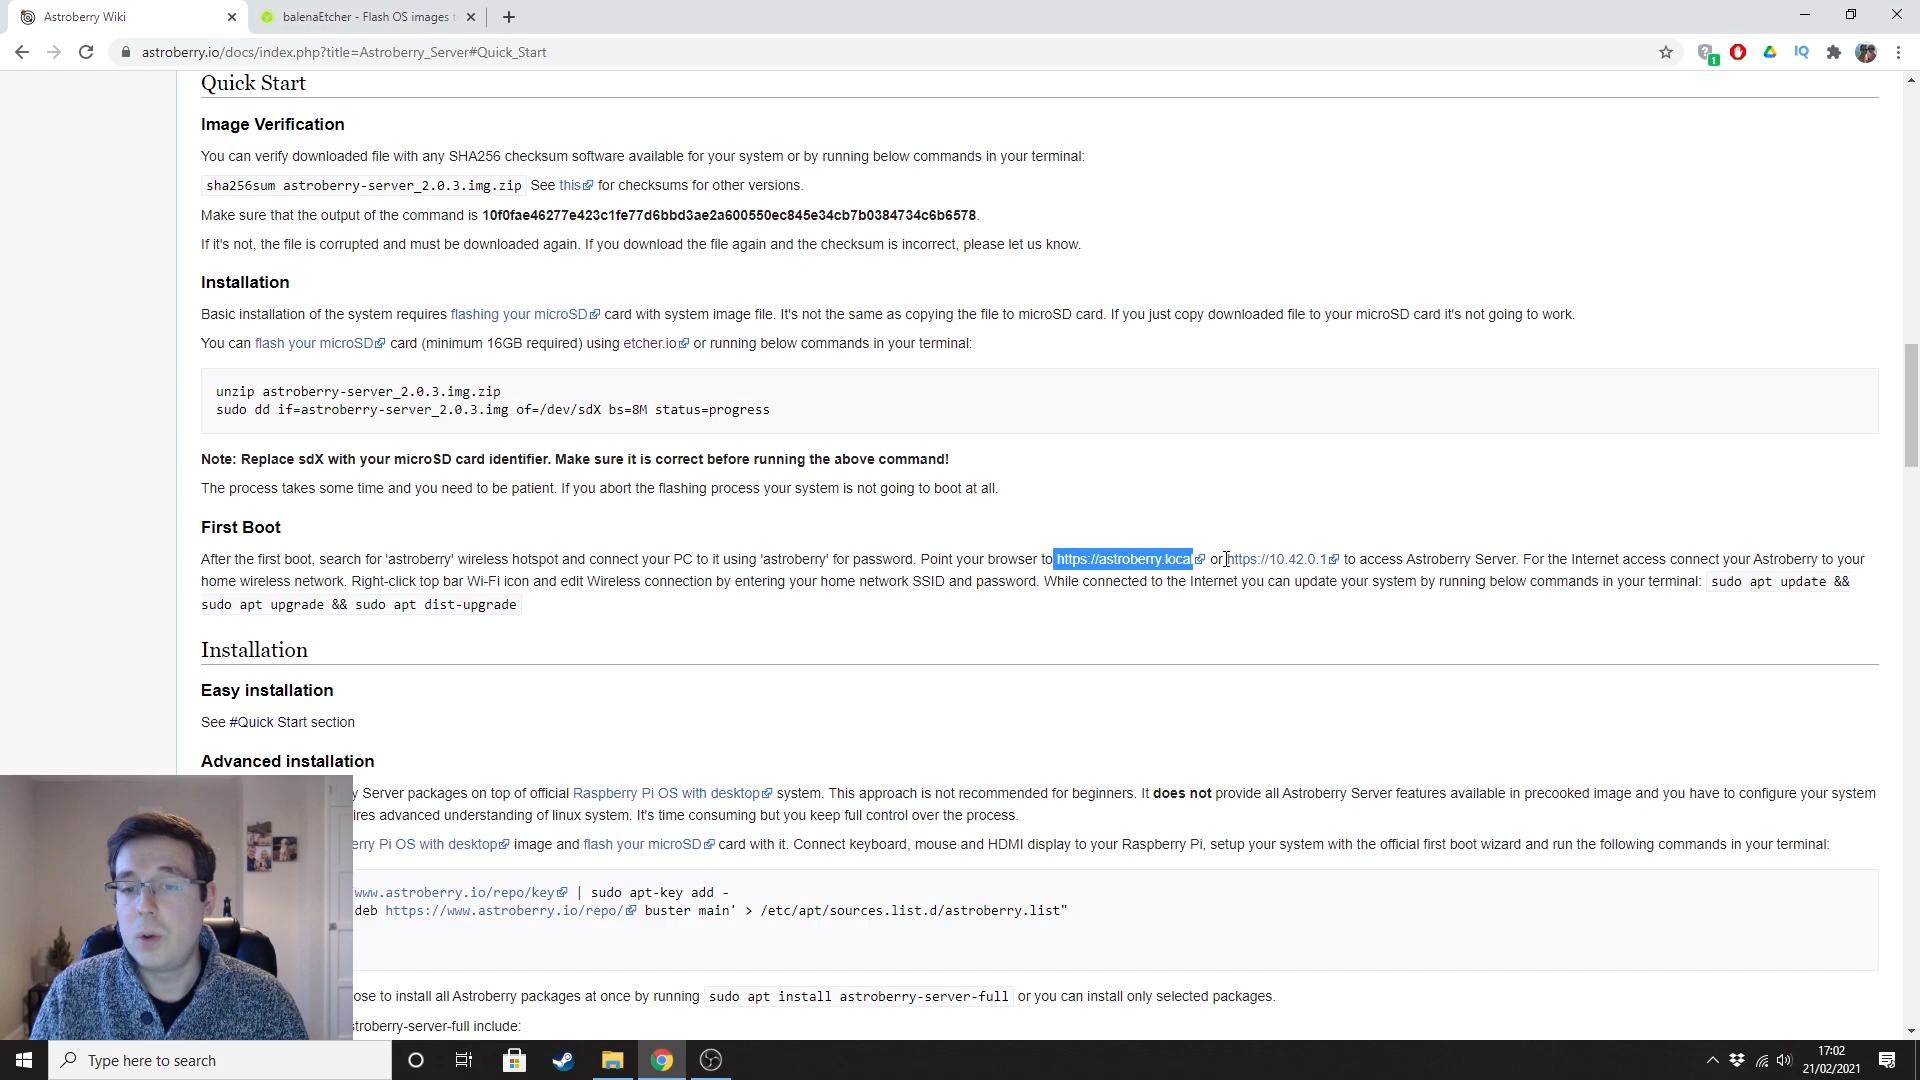 Astroberry Wiki
balenaEtcher - Flash OS images t
astroberry.io/docs/index.php?title=Astroberry_Server#Quick_Start
1
IQ
Quick Start
Image Verification
You can verify downloaded file with any SHA256 checksum software available for your system or by running below commands in your terminal:
sha256sum astroberry-server_2.0.3.img.zip See this for checksums for other versions.
Make sure that the output of the command is 10f0fae46277e423c1fe77d6bbd3ae2a600550ec845e34cb7b0384734c6b6578.
If it's not, the file is corrupted and must be downloaded again. If you download the file again and the checksum is incorrect, please let us know.
Installation
Basic installation of the system requires flashing your microSD card with system image file. It's not the same as copying the file to microSD card. If you just copy downloaded file to your microSD card it's not going to work.
You can flash your microSD card (minimum 16GB required) using etcher.io or running below commands in your terminal:
unzip astroberry-server_2.0.3.img.zip
sudo dd if=astroberry-server_2.0.3.img of=/dev/sdX bs=8M status=progress
Note: Replace sdX with your microSD card identifier. Make sure it is correct before running the above command!
The process takes some time and you need to be patient. If you abort the flashing process your system is not going to boot at all.
First Boot
After the first boot, search for 'astroberry' wireless hotspot and connect your PC to it using 'astroberry' for password. Point your browser to https://astroberry.local or https://10.42.0.1 to access Astroberry Server. For the Internet access connect your Astroberry to your
home wireless network. Right-click top bar Wi-Fi icon and edit Wireless connection by entering your home network SSID and password. While connected to the Internet you can update your system by running below commands in your terminal: sudo apt update &&
sudo apt upgrade && sudo apt dist-upgrade
Installation
Easy installation
See #Quick Start section
Advanced installation
y Server packages on top of official Raspberry Pi OS with desktop system. This approach is not recommended for beginners. It does not provide all Astroberry Server features available in precooked image and you have to configure your system
ires advanced understanding of linux system. It's time consuming but you keep full control over the process.
erry Pi OS with desktop image and flash your microSD card with it. Connect keyboard, mouse and HDMI display to your Raspberry Pi, setup your system with the official first boot wizard and run the following commands in your terminal:
www.astroberry.io/repo/key | sudo apt-key add -
deb https://www.astroberry.io/repo/ buster main' > /etc/apt/sources.list.d/astroberry.list"
ose to install all Astroberry packages at once by running sudo apt install astroberry-server-full or you can install only selected packages.
troberry-server-full include:
Type here to search
17:02
21/02/2021